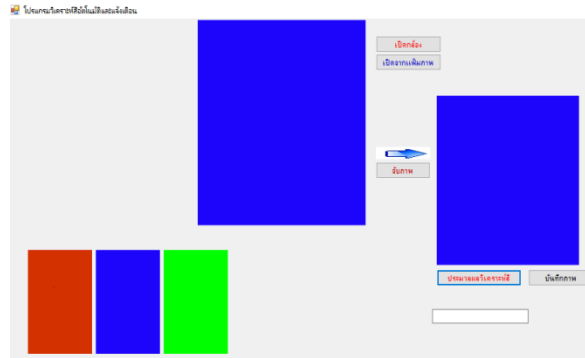 โปรแกรมวิเคราะห์สีอัตโนมัติและแจ้งเตือน
เปิดกล้อง
เปิดจากแฟ้มภาพ
จับภาพ
ประมวลผลวิเคราะห์สี
บันทึกภาพ